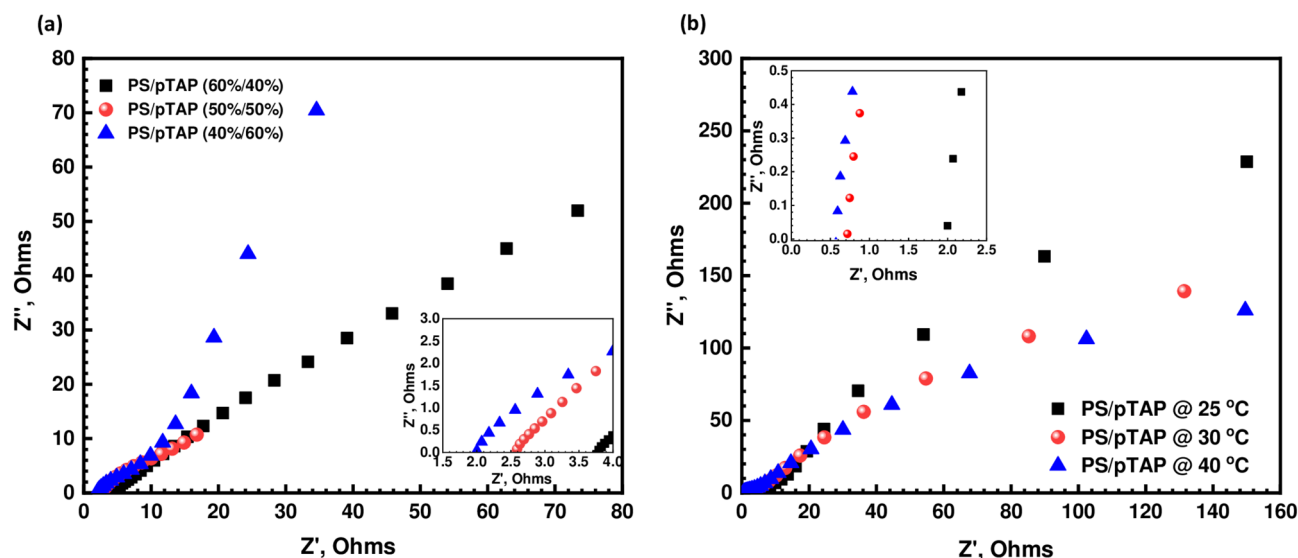 (a)
80
70
60
50
40
30
20
10
0
Z'', Ohms
PS/pTAP (60%/40%)
PS/pTAP (50%/50%)
PS/pTAP (40%/60%)
3.0
2.5
2.0
1.5
1.0
0.5
0.0
Z'', Ohms
1.5 2.0 2.5 3.0 3.5 4.0
Z', Ohms
0 10 20 30 40 50 60 70 80
Z', Ohms
(b)
300
250
200
150
100
50
0
Z'', Ohms
0.5
0.4
0.3
0.2
0.1
0.0
Z'', Ohms
0.0 0.5 1.0 1.5 2.0 2.5
Z', Ohms
PS/pTAP @ 25 °C
PS/pTAP @ 30 °C
PS/pTAP @ 40 °C
0 20 40 60 80 100 120 140 160
Z', Ohms